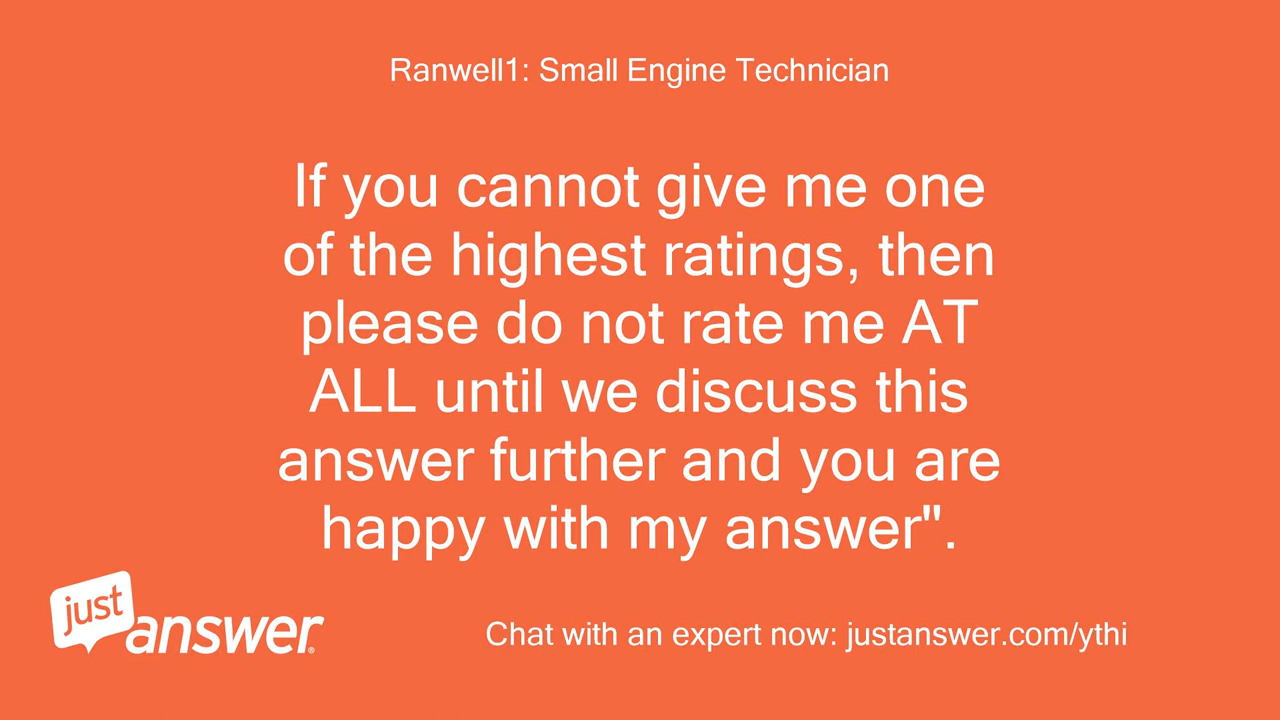 Ranwell1: Small Engine Technician
If you cannot give me one
of the highest ratings, then
please do not rate me AT
ALL until we discuss this
answer further and you are
happy with my answer".
just
answer®
Chat with an expert now: justanswer.com/ythi